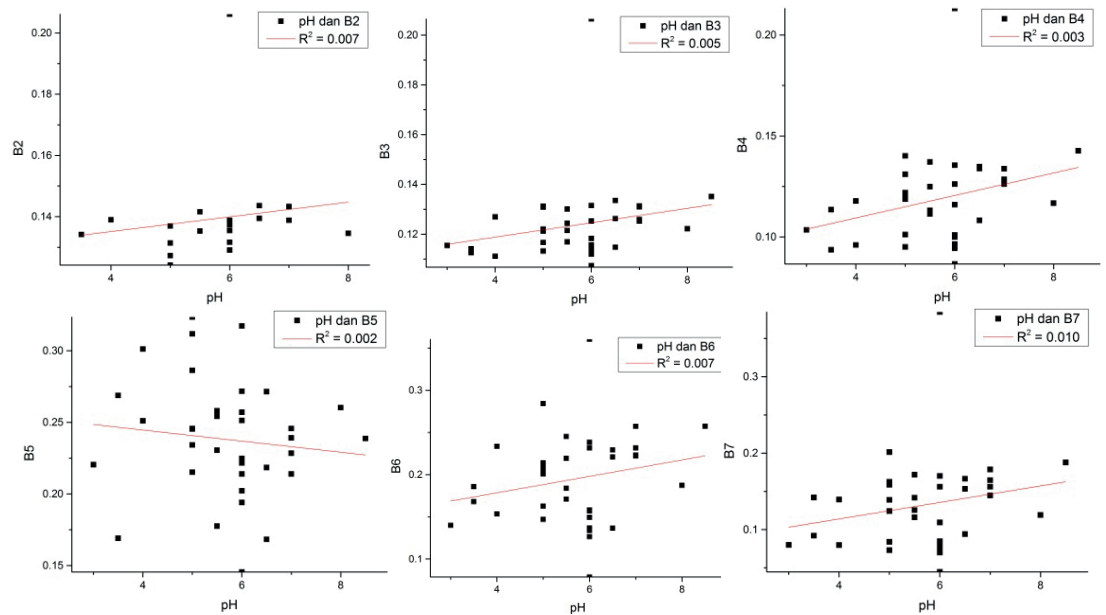 pH dan B2
R² = 0.007
0.20
0.18
0.16
0.14
B2
4
6
8
pH
pH dan B3
R² = 0.005
0.20
0.18
0.16
0.14
0.12
B3
4
6
8
pH
pH dan B4
R² = 0.003
0.20
0.15
0.10
B4
4
6
8
pH
pH dan B5
R² = 0.002
0.30
0.25
0.20
0.15
B5
4
6
8
pH
pH dan B6
R² = 0.007
0.3
0.2
0.1
B6
4
6
8
pH
pH dan B7
R² = 0.010
0.3
0.2
0.1
B7
4
6
8
pH